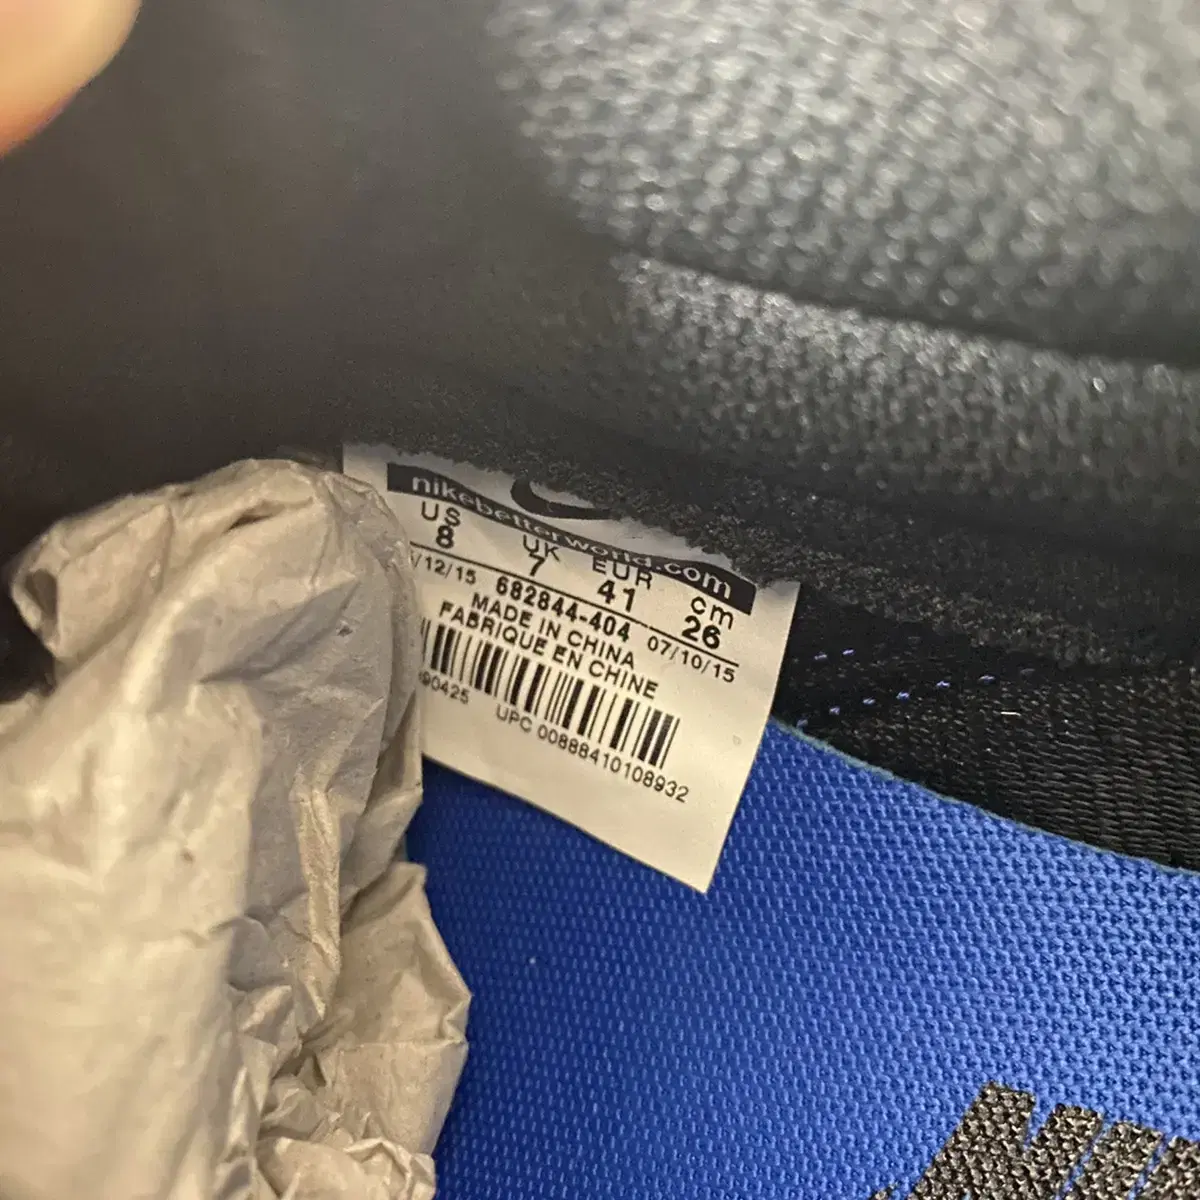 nikebetterworld.com
US UK EUR cm
8 7 41 26
/12/15 682844-404 07/10/15
MADE IN CHINA
FABRIQUE EN CHINE
90425 UPC 00888410108932